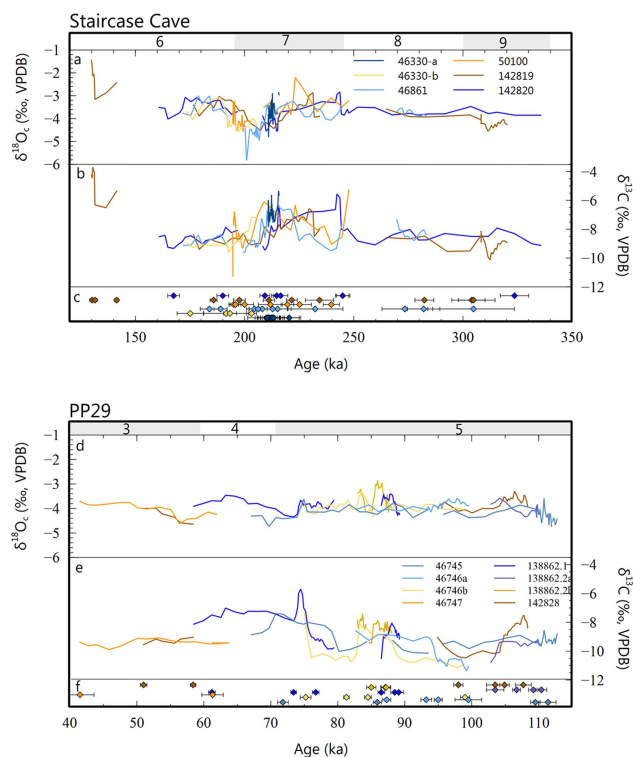 Staircase Cave
6 7 8 9
a
46330-a 50100
46330-b 142819
46861 142820
−1
−2
−3
−4
−5
−6
δ18Oc (‰, VPDB)
b
−4
−6
−8
−10
−12
δ13C (‰, VPDB)
c
150 200 250 300 350
Age (ka)
PP29
3 4 5
d
−1
−2
−3
−4
−5
−6
δ18Oc (‰, VPDB)
e
46745 138862.1
46746a 138862.2a
46746b 138862.2b
46747 142828
−4
−6
−8
−10
−12
δ13C (‰, VPDB)
f
40 50 60 70 80 90 100 110
Age (ka)